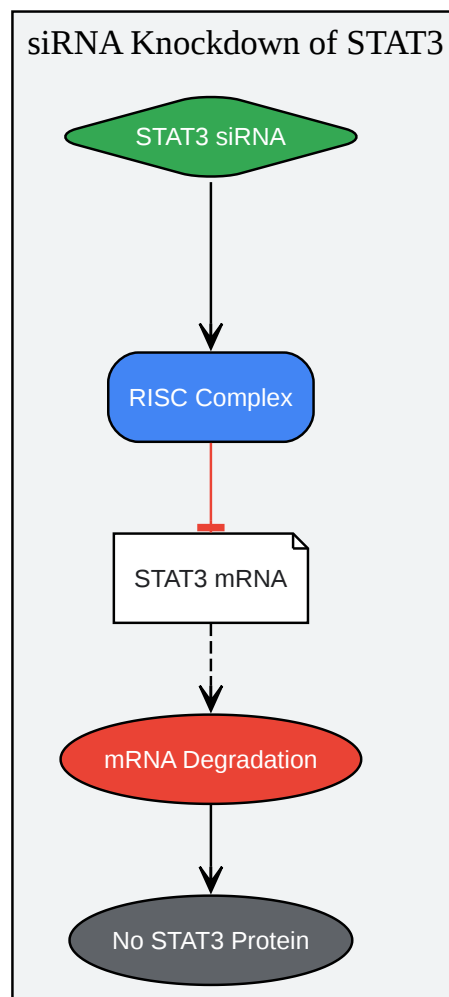 siRNA Knockdown of STAT3
STAT3 siRNA
RISC Complex
STAT3 mRNA
mRNA Degradation
No STAT3 Protein